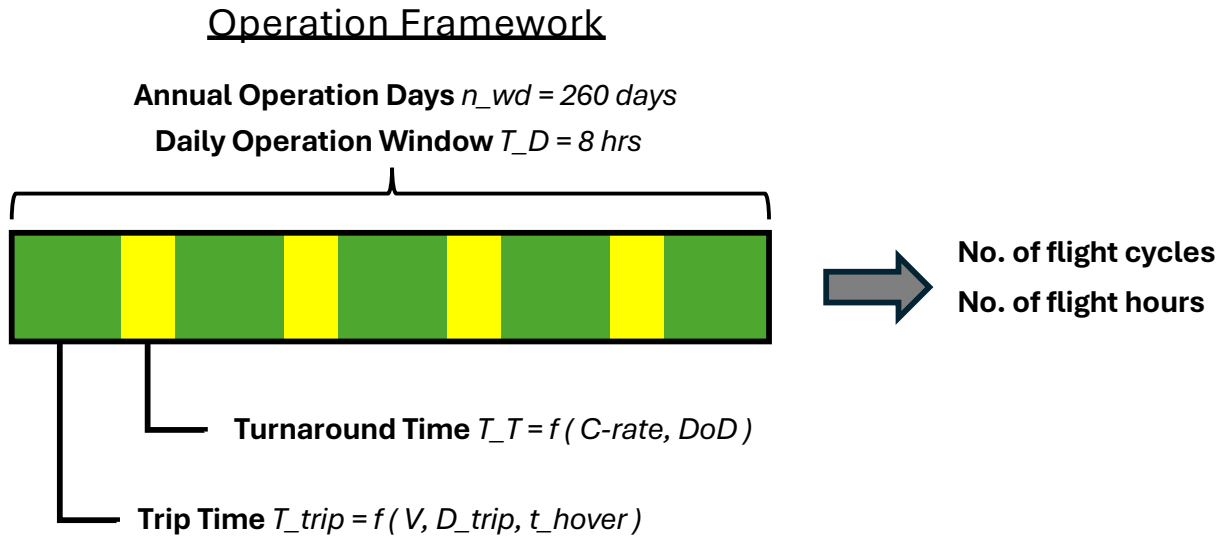 Operation Framework
Annual Operation Days n_wd = 260 days
Daily Operation Window T_D = 8 hrs
No. of flight cycles
No. of flight hours
Turnaround Time T_T = f ( C-rate, DoD )
Trip Time T_trip = f ( V, D_trip, t_hover )